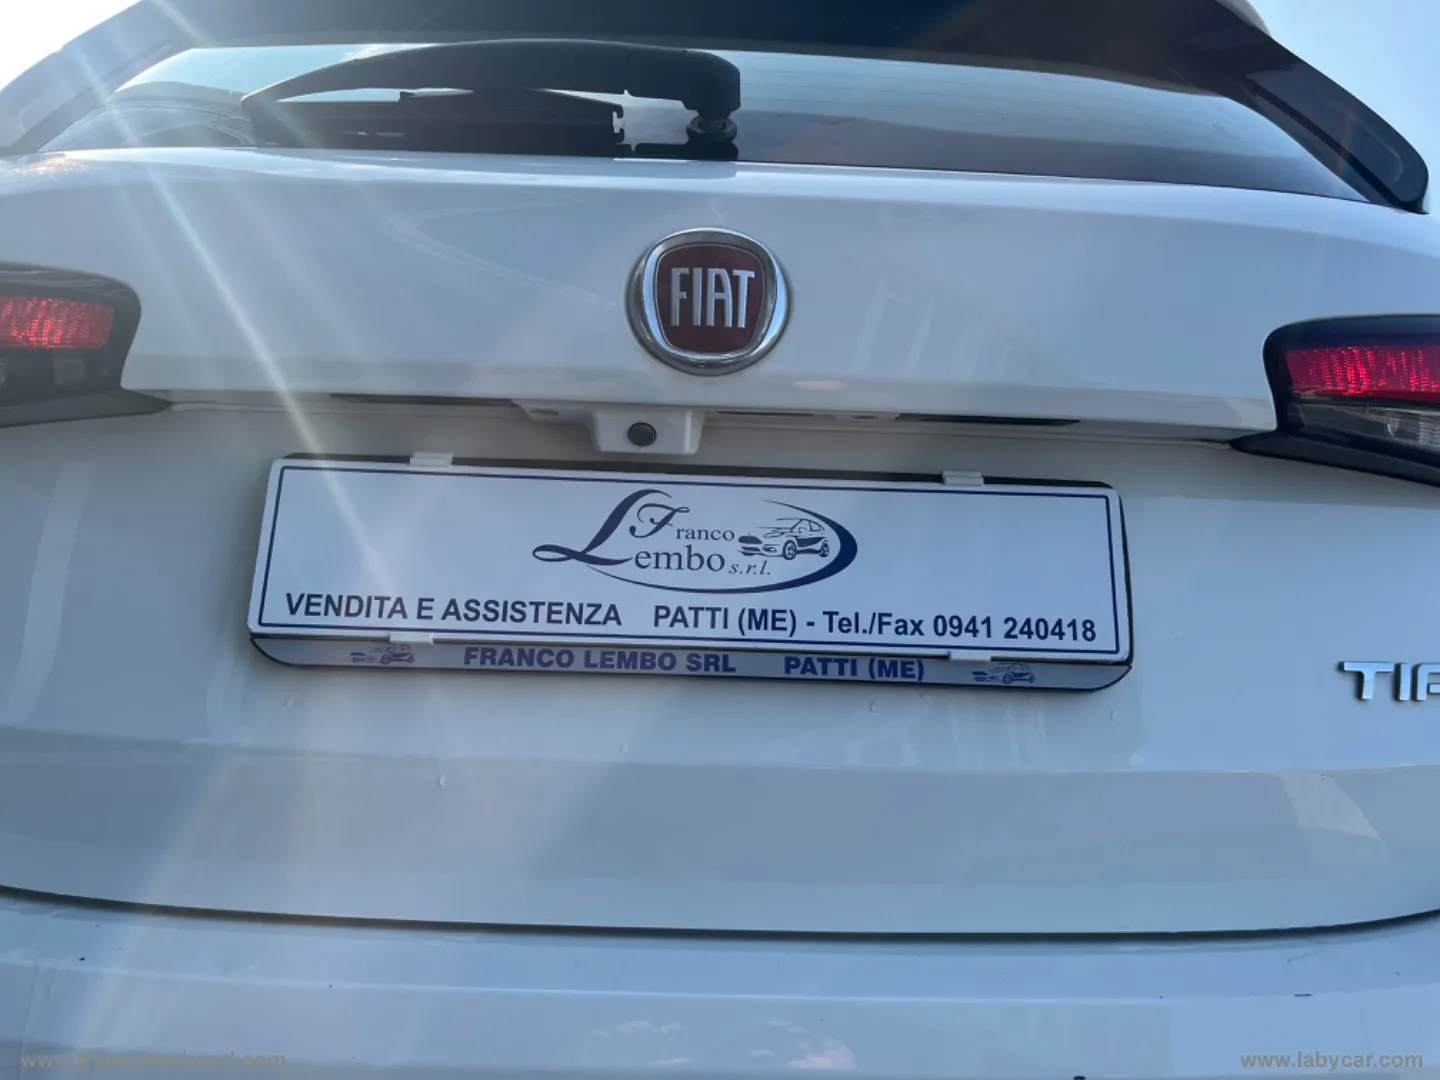 FIAT
Franco
Lembo s.r.l.
VENDITA E ASSISTENZA PATTI (ME) - Tel./Fax 0941 240418
FRANCO LEMBO SRL PATTI (ME)
www.labycar.com